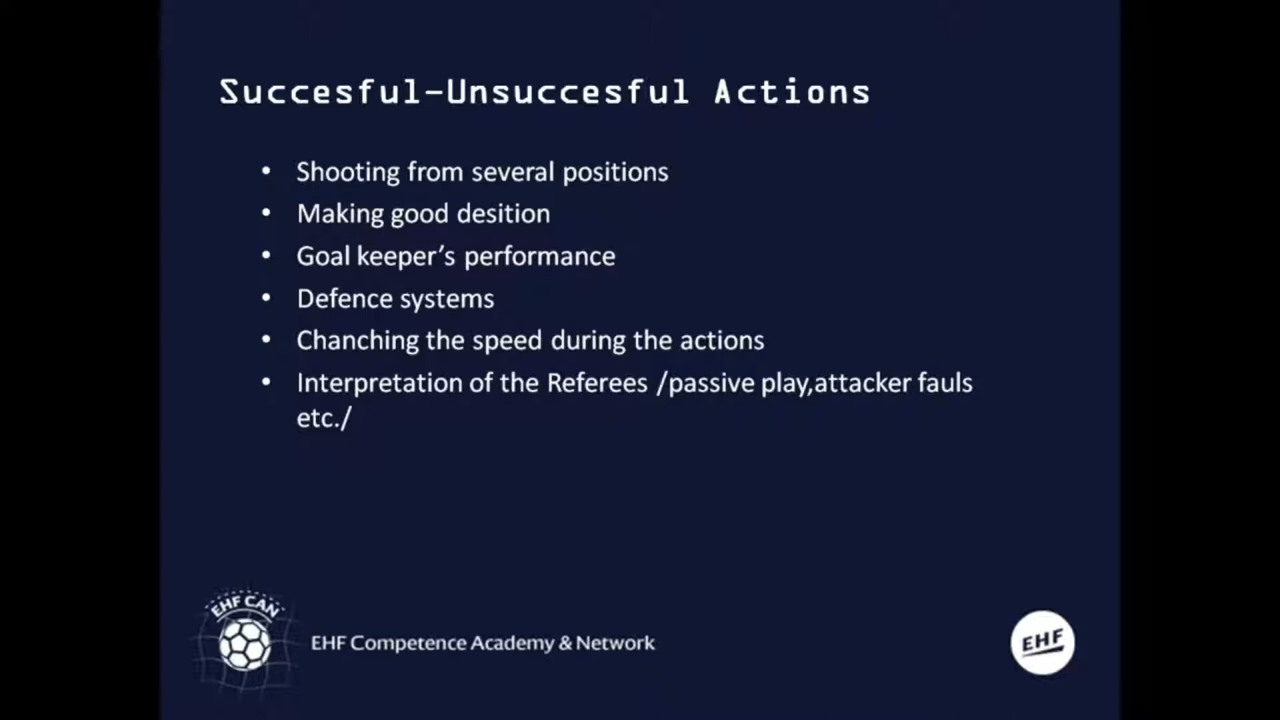 Succesful-Unsuccesful Actions
• Shooting from several positions
• Making good desition
• Goal keeper's performance
• Defence systems
• Chanching the speed during the actions
• Interpretation of the Referees /passive play,attacker fauls
etc./
EHF CAN
EHF Competence Academy & Network
EHF